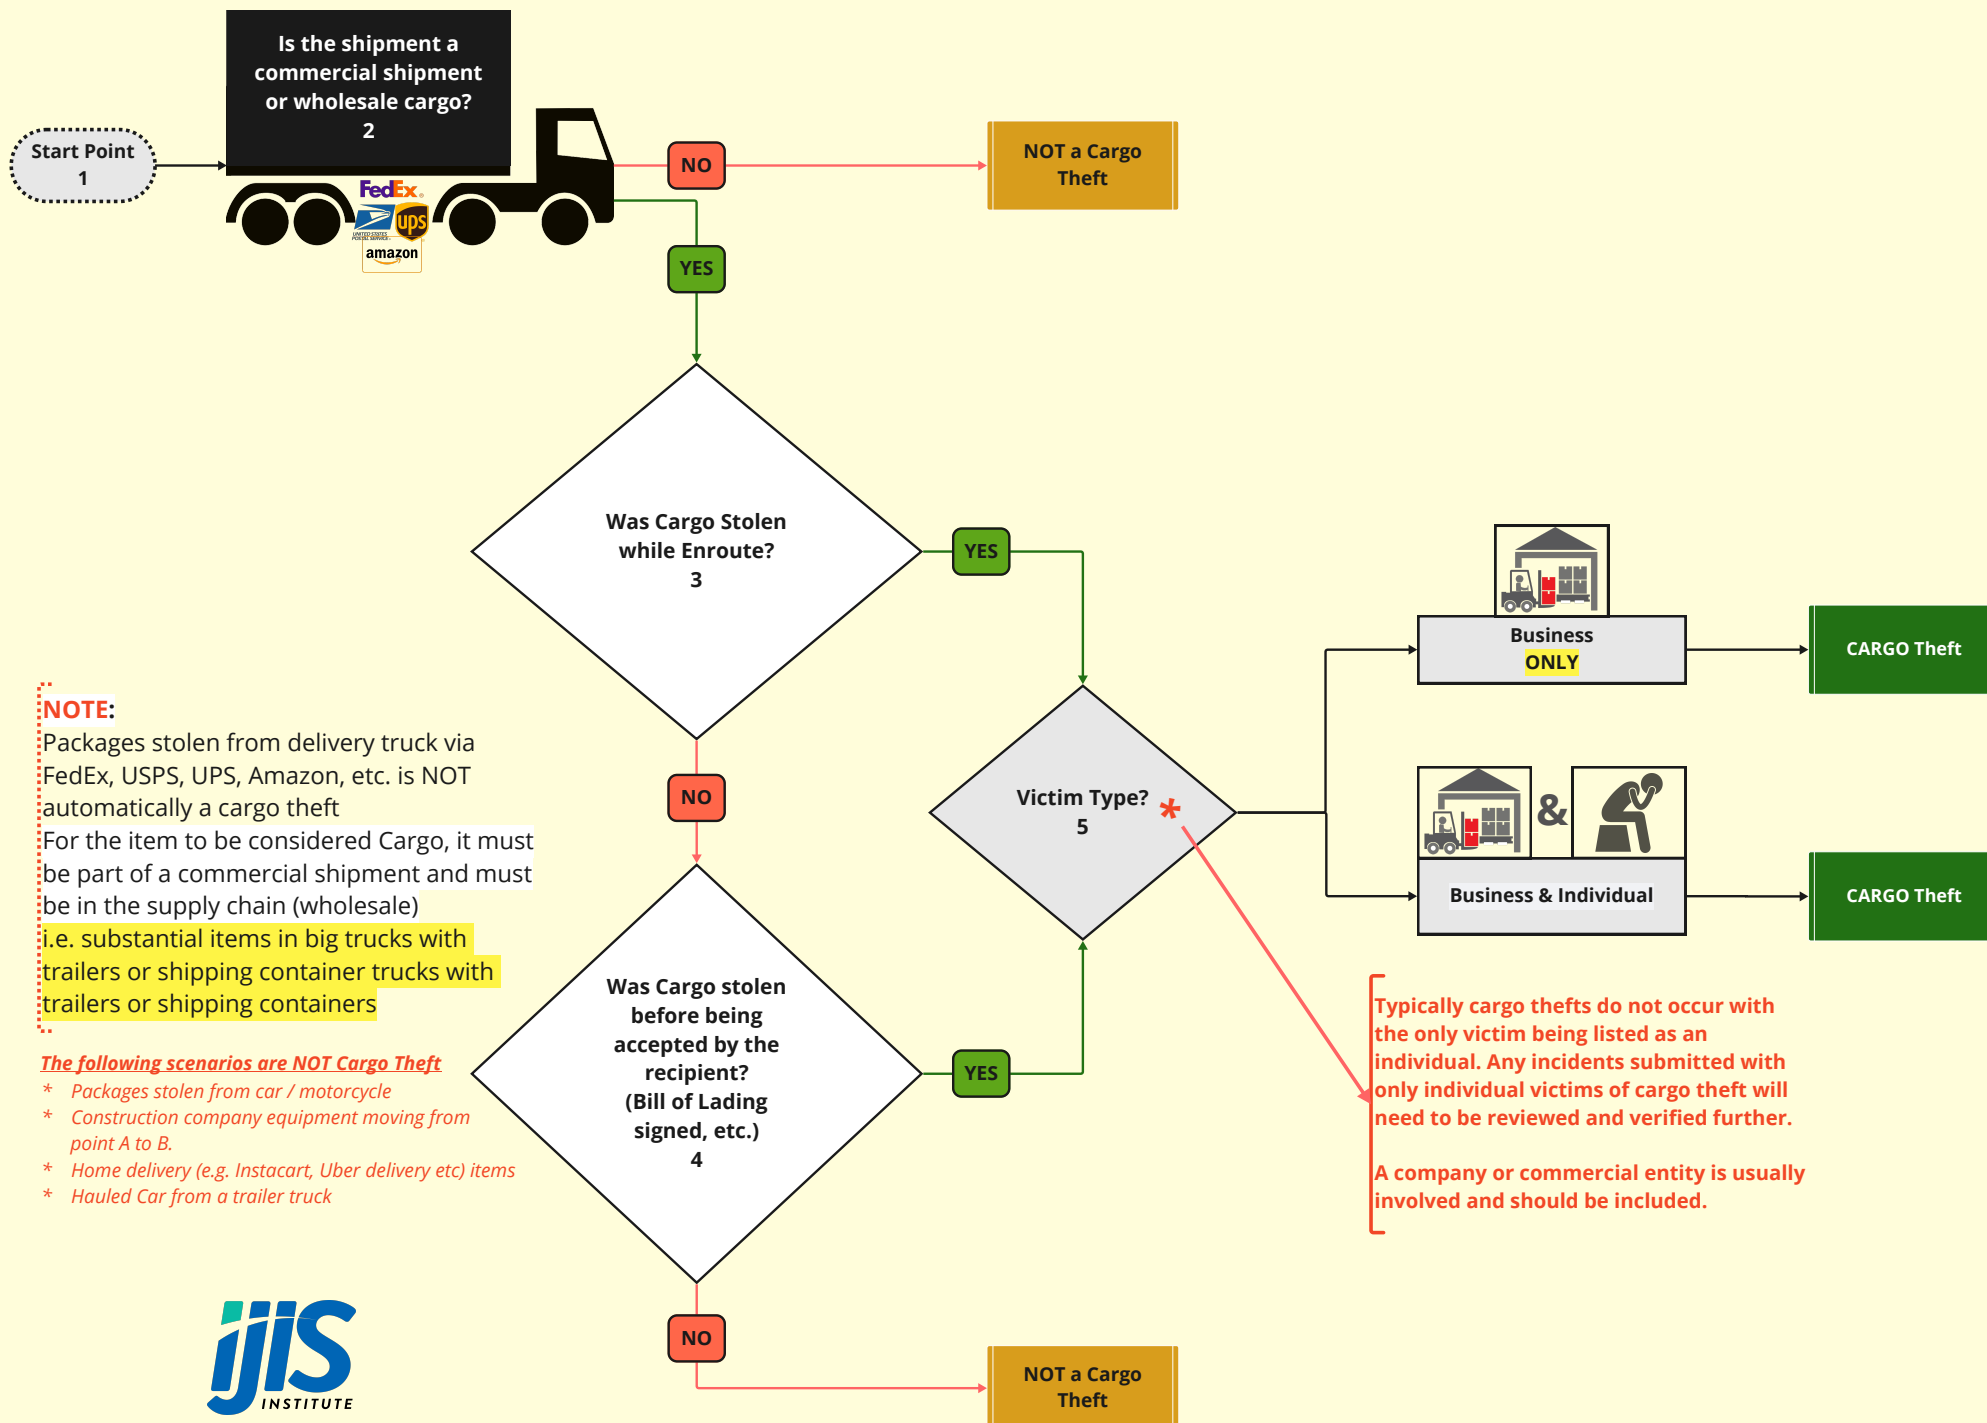 Is the shipment a
commercial shipment
or wholesale cargo?
2
Start Point
1
NO
NOT a Cargo
Theft
FedEx
UNITED STATES
POSTAL SERVICE
ups
amazon
YES
Was Cargo Stolen
while Enroute?
3
YES
Business
ONLY
CARGO Theft
NOTE:
Packages stolen from delivery truck via
FedEx, USPS, UPS, Amazon, etc. is NOT
automatically a cargo theft
For the item to be considered Cargo, it must
be part of a commercial shipment and must
be in the supply chain (wholesale)
i.e. substantial items in big trucks with
trailers or shipping container trucks with
trailers or shipping containers
NO
Victim Type? *
5
&
Business & Individual
CARGO Theft
The following scenarios are NOT Cargo Theft
* Packages stolen from car / motorcycle
* Construction company equipment moving from
point A to B.
* Home delivery (e.g. Instacart, Uber delivery etc) items
* Hauled Car from a trailer truck
Was Cargo stolen
before being
accepted by the
recipient?
(Bill of Lading
signed, etc.)
4
YES
Typically cargo thefts do not occur with
the only victim being listed as an
individual. Any incidents submitted with
only individual victims of cargo theft will
need to be reviewed and verified further.
A company or commercial entity is usually
involved and should be included.
NO
NOT a Cargo
Theft
ijis
INSTITUTE